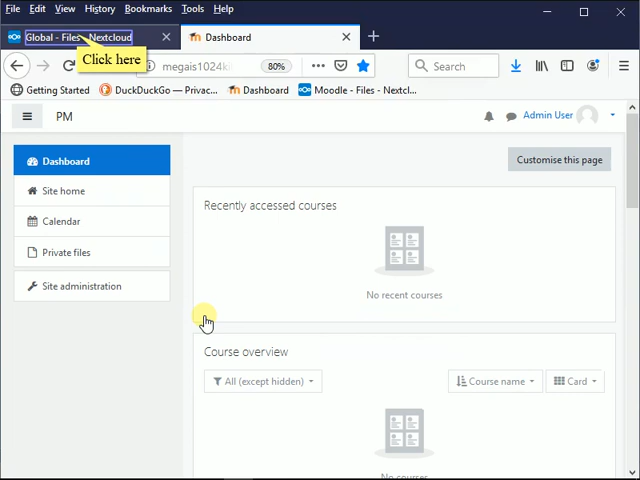 File Edit View History Bookmarks Tools Help
Global - Files - Nextcloud
Dashboard
Click here
megais1024k
80%
Search
Getting Started
DuckDuckGo — Privac...
Dashboard
Moodle - Files - Nextcl...
PM
Admin User
Dashboard
Customise this page
Site home
Calendar
Private files
Site administration
Recently accessed courses
No recent courses
Course overview
All (except hidden)
Course name
Card